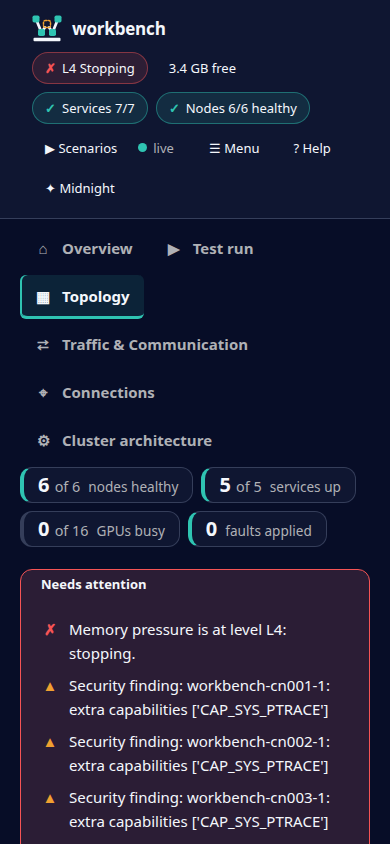 workbench
✗ L4 Stopping 3.4 GB free
✓ Services 7/7 ✓ Nodes 6/6 healthy
▶ Scenarios live ☰ Menu ? Help
✦ Midnight
Overview ▶ Test run
Topology
Traffic & Communication
Connections
Cluster architecture
6 of 6 nodes healthy 5 of 5 services up
0 of 16 GPUs busy 0 faults applied
Needs attention
✗ Memory pressure is at level L4:
stopping.
▲ Security finding: workbench-cn001-1:
extra capabilities ['CAP_SYS_PTRACE']
▲ Security finding: workbench-cn002-1:
extra capabilities ['CAP_SYS_PTRACE']
▲ Security finding: workbench-cn003-1:
extra capabilities ['CAP_SYS_PTRACE']